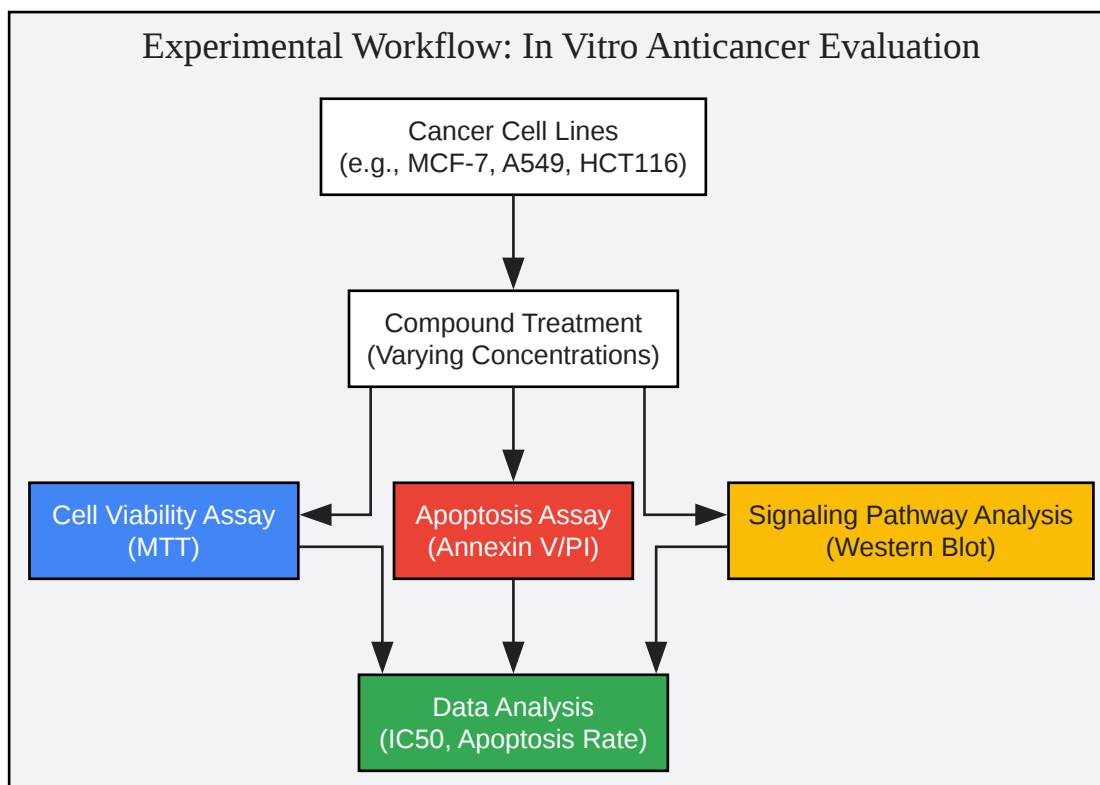 Experimental Workflow: In Vitro Anticancer Evaluation
Cancer Cell Lines
(e.g., MCF-7, A549, HCT116)
Compound Treatment
(Varying Concentrations)
Cell Viability Assay
(MTT)
Apoptosis Assay
(Annexin V/PI)
Signaling Pathway Analysis
(Western Blot)
Data Analysis
(IC50, Apoptosis Rate)